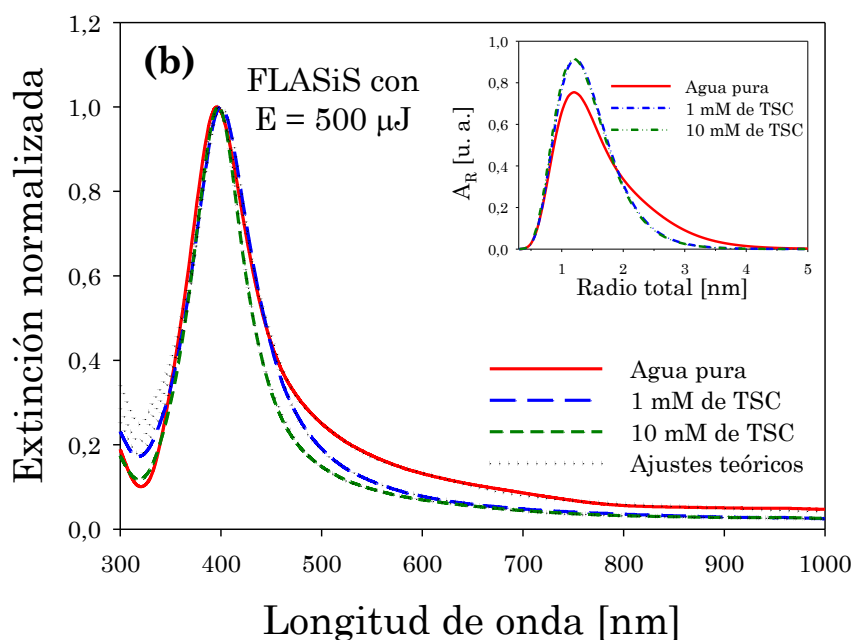 (b)
FLASiS con
E = 500 µJ
Extinción normalizada
1,2
1,0
0,8
0,6
0,4
0,2
0,0
300
400
500
600
700
800
900
1000
Longitud de onda [nm]
Agua pura
1 mM de TSC
10 mM de TSC
Ajustes teóricos
A_R [u. a.]
1,0
0,8
0,6
0,4
0,2
0,0
1
2
3
4
5
Radio total [nm]
Agua pura
1 mM de TSC
10 mM de TSC